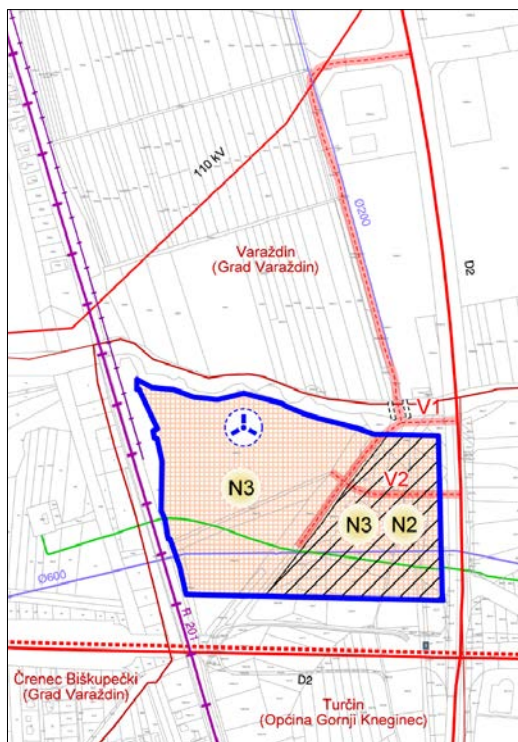 110 kV
Ø200
Varaždin
(Grad Varaždin)
D2
V1
V2
N3
N3
N2
Ø600
R 201
Črenec Biškupečki
(Grad Varaždin)
D2
Turčin
(Općina Gornji Kneginec)